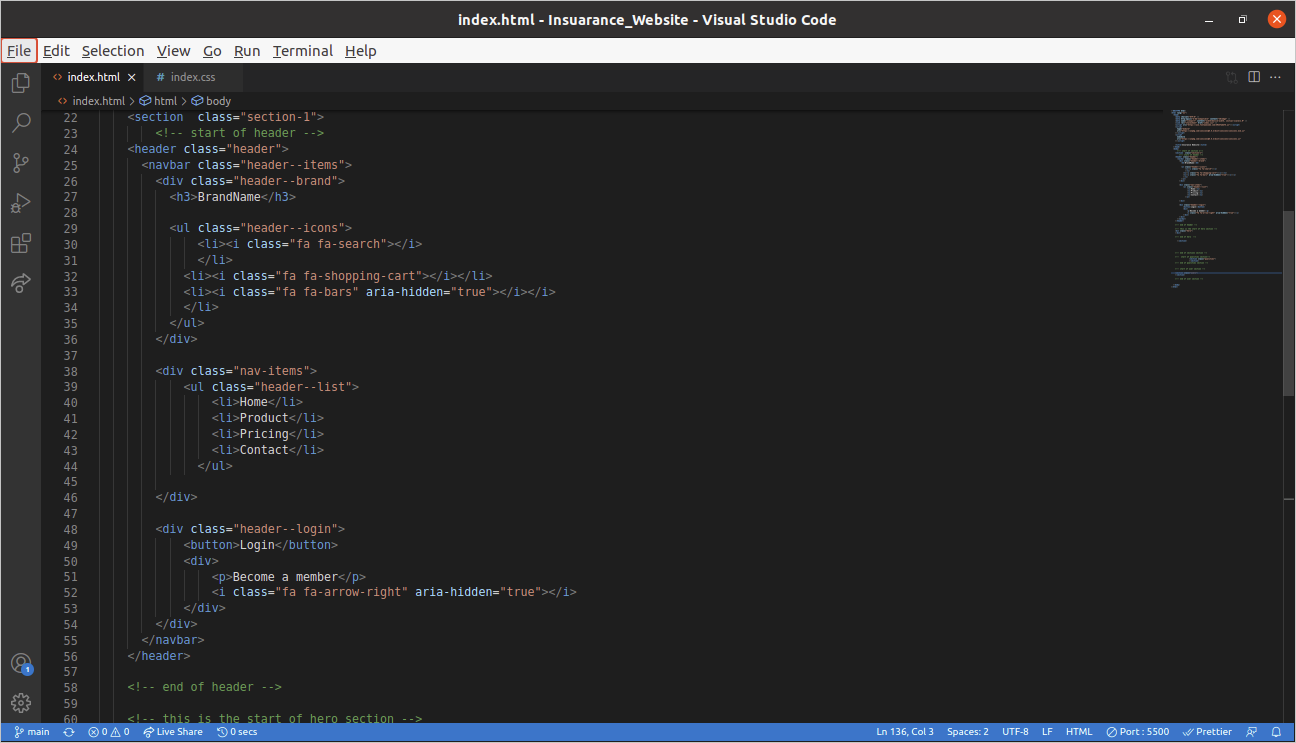 index.html - Insuarance_Website - Visual Studio Code
File Edit Selection View Go Run Terminal Help
<> index.html × # index.css ···
<> index.html > html > body
22 <section  class="section-1">
23 <!-- start of header -->
24 <header class="header">
25 <navbar class="header--items">
26 <div class="header--brand">
27 <h3>BrandName</h3>
28
29 <ul class="header--icons">
30 <li><i class="fa fa-search"></i>
31 </li>
32 <li><i class="fa fa-shopping-cart"></i></li>
33 <li><i class="fa fa-bars" aria-hidden="true"></i></i>
34 </li>
35 </ul>
36 </div>
37
38 <div class="nav-items">
39 <ul class="header--list">
40 <li>Home</li>
41 <li>Product</li>
42 <li>Pricing</li>
43 <li>Contact</li>
44 </ul>
45
46 </div>
47
48 <div class="header--login">
49 <button>Login</button>
50 <div>
51 <p>Become a member</p>
52 <i class="fa fa-arrow-right" aria-hidden="true"></i>
53 </div>
54 </div>
55 </navbar>
56 </header>
57
58 <!-- end of header -->
59
60 <!-- this is the start of hero section -->
1
main 0 0 Live Share 0 secs Ln 136, Col 3 Spaces: 2 UTF-8 LF HTML Port : 5500 Prettier